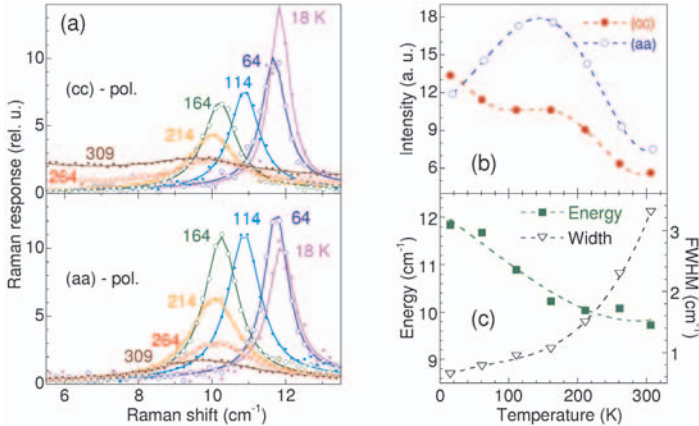 (a)
(cc) - pol.
18 K
64
114
164
214
309
264
10
5
0
Raman response (rel. u.)
(aa) - pol.
64
114
18 K
164
214
264
309
10
5
0
6
8
10
12
Raman shift (cm-1)
(b)
(cc)
(aa)
18
15
12
9
6
Intensity (a. u.)
(c)
Energy
Width
12
11
10
9
Energy (cm-1)
3
2
1
FWHM (cm-1)
0
100
200
300
Temperature (K)